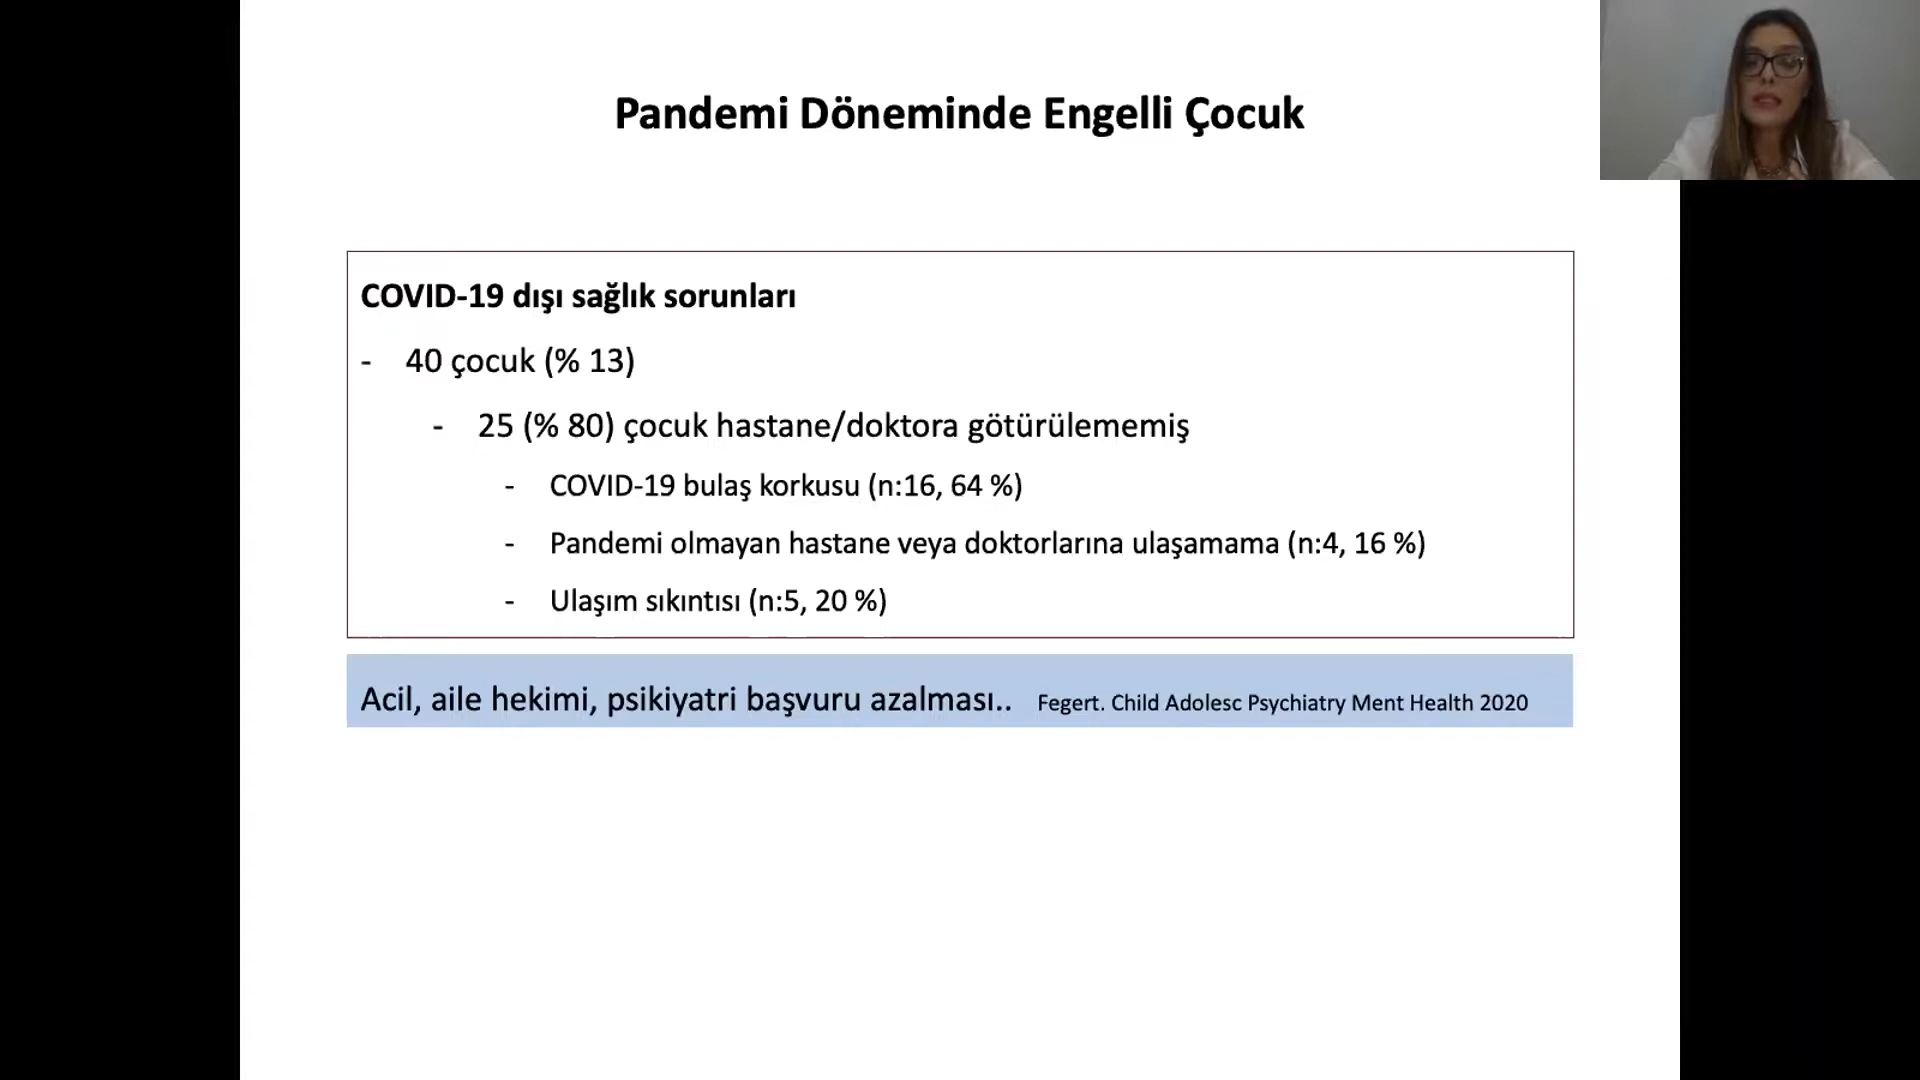 Pandemi Döneminde Engelli Çocuk
COVID-19 dışı sağlık sorunları
- 40 çocuk (% 13)
- 25 (% 80) çocuk hastane/doktora götürülememiş
- COVID-19 bulaş korkusu (n:16, 64 %)
- Pandemi olmayan hastane veya doktorlarına ulaşamama (n:4, 16 %)
- Ulaşım sıkıntısı (n:5, 20 %)
Acil, aile hekimi, psikiyatri başvuru azalması.. Fegert. Child Adolesc Psychiatry Ment Health 2020